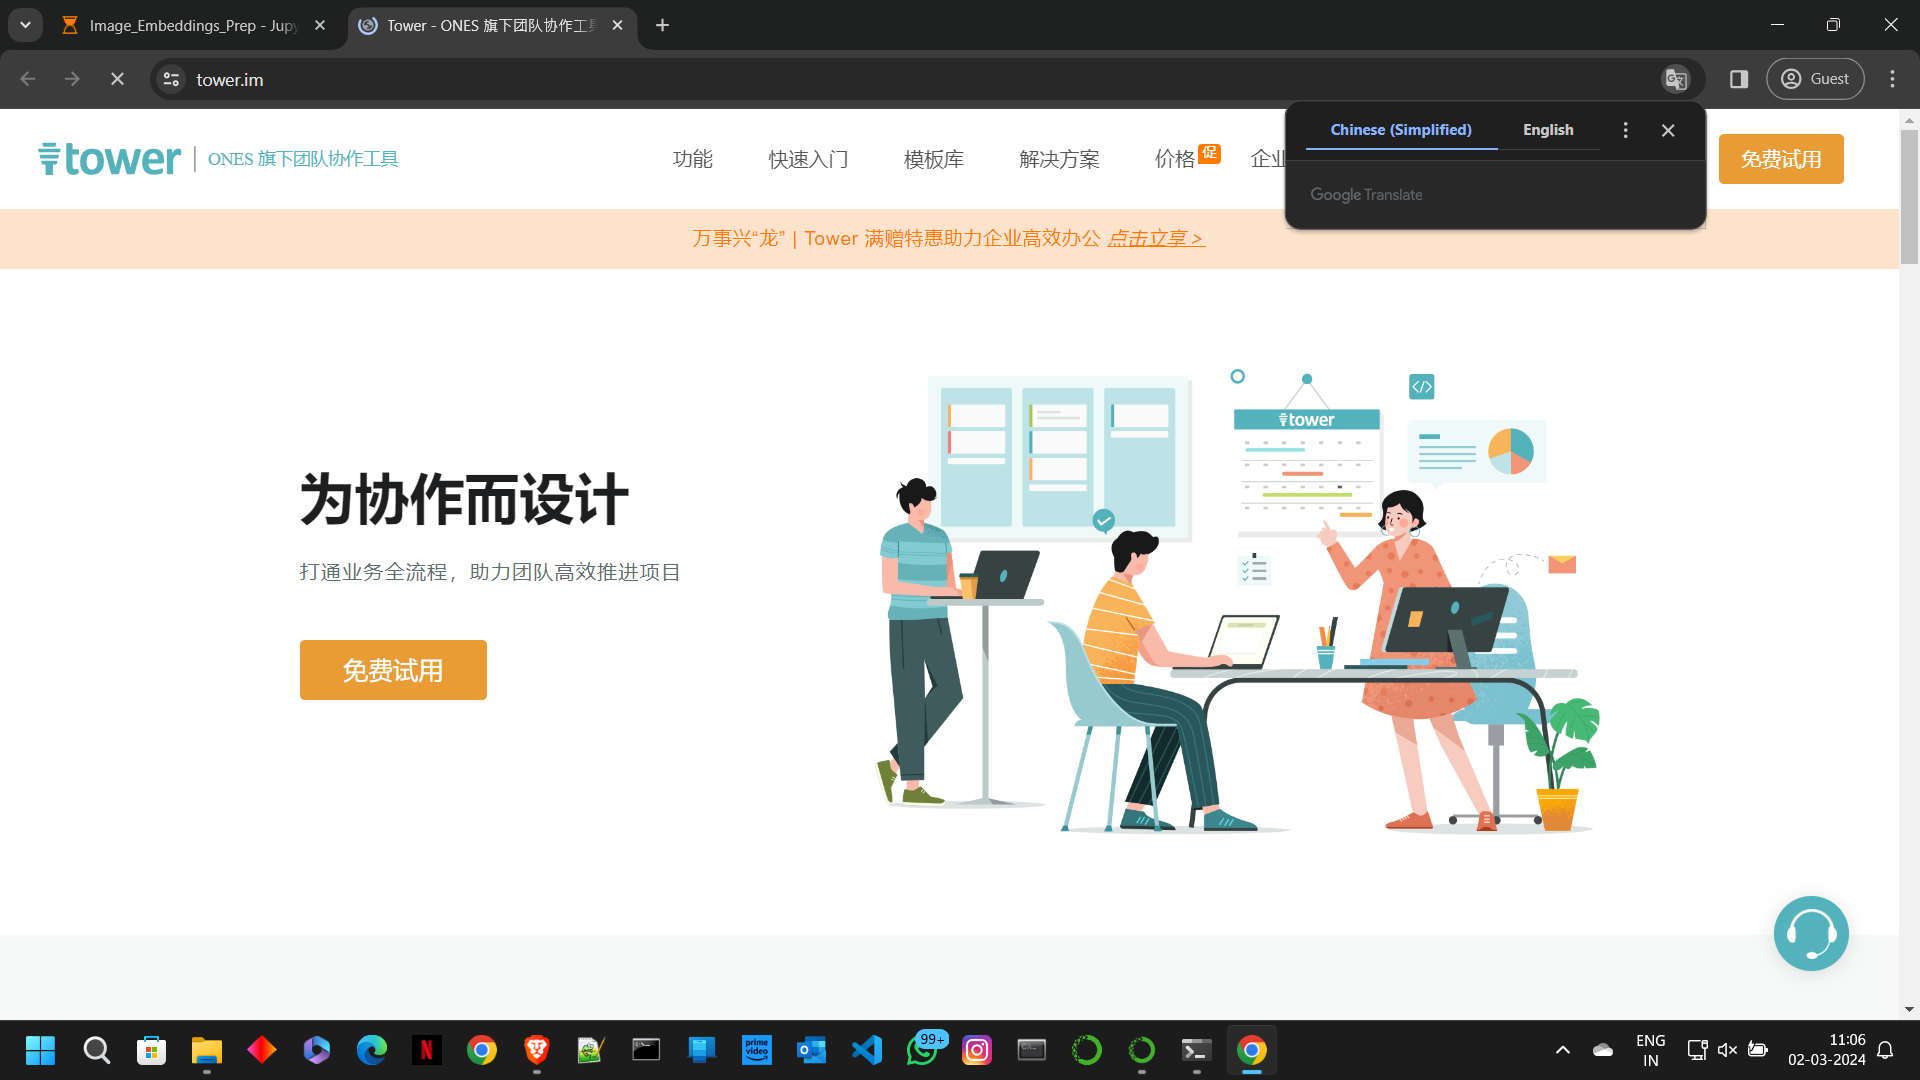 Image_Embeddings_Prep - Jupy
Tower - ONES 旗下团队协作工具
tower.im
Guest
Chinese (Simplified)
English
Google Translate
tower
ONES 旗下团队协作工具
功能
快速入门
模板库
解决方案
价格
促
企业
免费试用
万事兴“龙” | Tower 满赠特惠助力企业高效办公 点击立享 >
tower
为协作而设计
打通业务全流程，助力团队高效推进项目
免费试用
prime video
99+
ENG
IN
11:06
02-03-2024